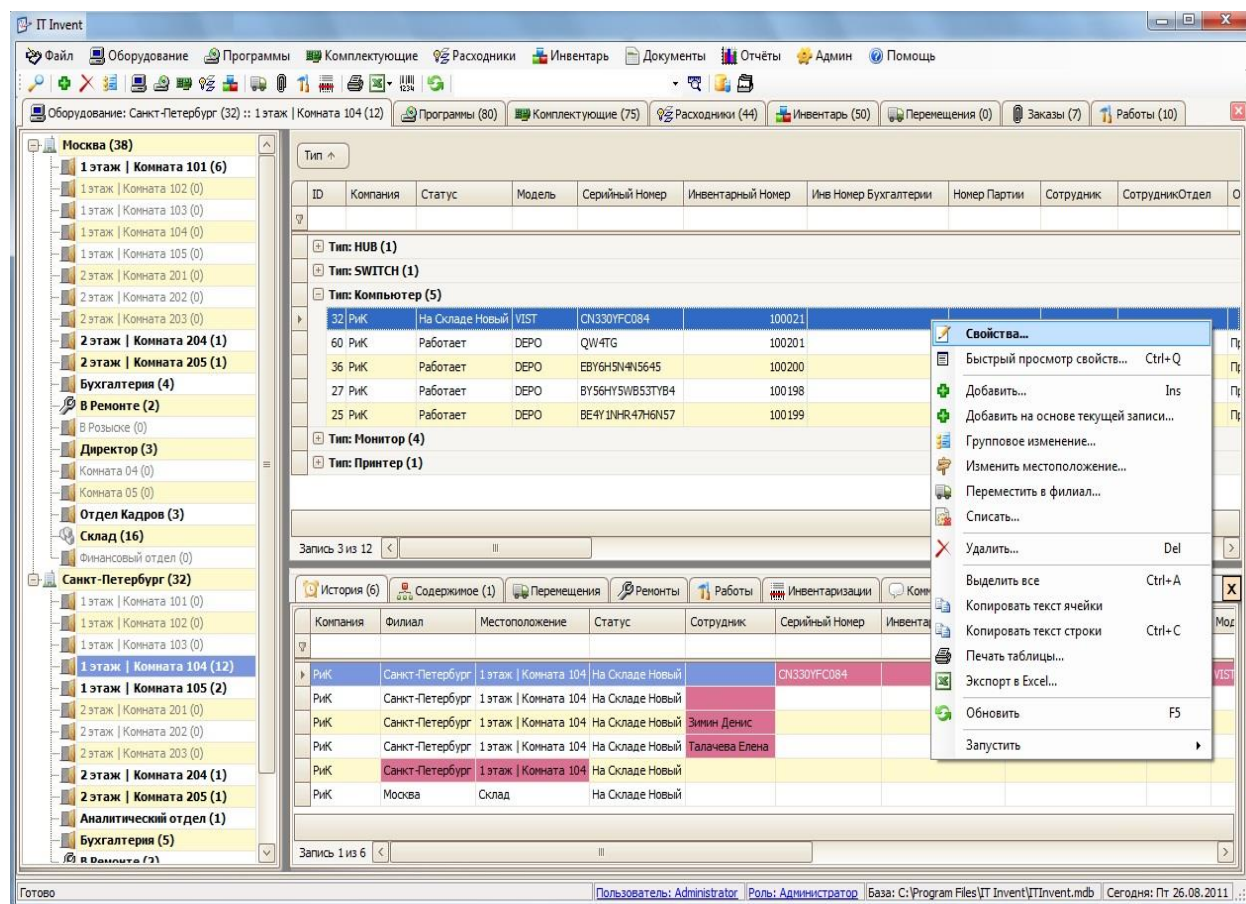 IT Invent
Файл Оборудование Программы Комплектующие Расходники Инвентарь Документы Отчёты Админ Помощь
Оборудование: Санкт-Петербург (32) :: 1 этаж | Комната 104 (12) Программы (80) Комплектующие (75) Расходники (44) Инвентарь (50) Перемещения (0) Заказы (7) Работы (10)
Москва (38)
1 этаж | Комната 101 (6)
1 этаж | Комната 102 (0)
1 этаж | Комната 103 (0)
1 этаж | Комната 104 (0)
1 этаж | Комната 105 (0)
2 этаж | Комната 201 (0)
2 этаж | Комната 202 (0)
2 этаж | Комната 203 (0)
2 этаж | Комната 204 (1)
2 этаж | Комната 205 (1)
Бухгалтерия (4)
В Ремонте (2)
В Розыске (0)
Директор (3)
Комната 04 (0)
Комната 05 (0)
Отдел Кадров (3)
Склад (16)
Финансовый отдел (0)
Санкт-Петербург (32)
1 этаж | Комната 101 (0)
1 этаж | Комната 102 (0)
1 этаж | Комната 103 (0)
1 этаж | Комната 104 (12)
1 этаж | Комната 105 (2)
2 этаж | Комната 201 (0)
2 этаж | Комната 202 (0)
2 этаж | Комната 203 (0)
2 этаж | Комната 204 (1)
2 этаж | Комната 205 (1)
Аналитический отдел (1)
Бухгалтерия (5)
В Ремонте (2)
Тип
ID Компания Статус Модель Серийный Номер Инвентарный Номер Инв Номер Бухгалтерии Номер Партии Сотрудник СотрудникОтдел О
Тип: HUB (1)
Тип: SWITCH (1)
Тип: Компьютер (5)
32 РиК На Складе Новый VIST CN330YFC084 100021
60 РиК Работает DEPO QW4TG 100201
36 РиК Работает DEPO EBY6H5N4N5645 100200
27 РиК Работает DEPO BY56HY5WB53TYB4 100198
25 РиК Работает DEPO BE4Y1NHR47H6N57 100199
Тип: Монитор (4)
Тип: Принтер (1)
Запись 3 из 12
Свойства...
Быстрый просмотр свойств... Ctrl+Q
Добавить... Ins
Добавить на основе текущей записи...
Групповое изменение...
Изменить местоположение...
Переместить в филиал...
Списать...
Удалить... Del
Выделить все Ctrl+A
Копировать текст ячейки
Копировать текст строки Ctrl+C
Печать таблицы...
Экспорт в Excel...
Обновить F5
Запустить
История (6) Содержимое (1) Перемещения Ремонты Работы Инвентаризации Комм
Компания Филиал Местоположение Статус Сотрудник Серийный Номер Инвентар Мод
РиК Санкт-Петербург 1 этаж | Комната 104 На Складе Новый CN330YFC084 VIST
РиК Санкт-Петербург 1 этаж | Комната 104 На Складе Новый
РиК Санкт-Петербург 1 этаж | Комната 104 На Складе Новый Зимин Денис
РиК Санкт-Петербург 1 этаж | Комната 104 На Складе Новый Талачева Елена
РиК Санкт-Петербург 1 этаж | Комната 104 На Складе Новый
РиК Москва Склад На Складе Новый
Запись 1 из 6
Готово Пользователь: Administrator Роль: Администратор База: C:\Program Files\IT Invent\ITInvent.mdb Сегодня: Пт 26.08.2011